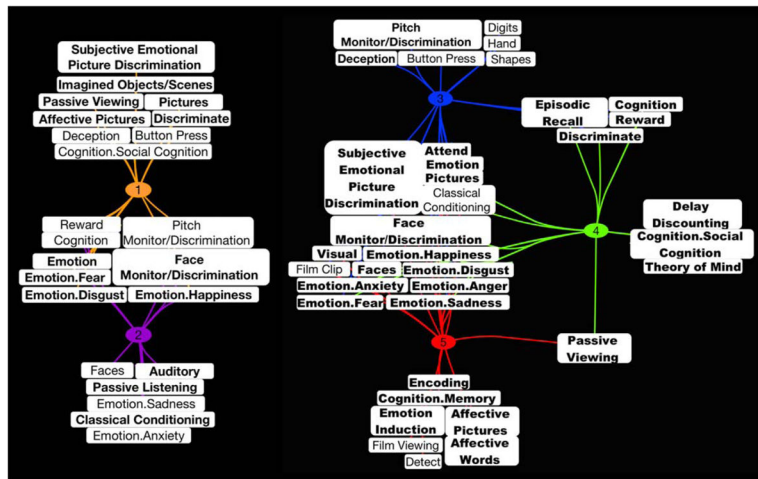 Subjective Emotional
Picture Discrimination
Imagined Objects/Scenes
Passive Viewing Pictures
Affective Pictures Discriminate
Deception Button Press
Cognition.Social Cognition
1
Reward
Cognition
Pitch
Monitor/Discrimination
Emotion
Emotion.Fear
Face
Monitor/Discrimination
Emotion.Disgust Emotion.Happiness
2
Faces Auditory
Passive Listening
Emotion.Sadness
Classical Conditioning
Emotion.Anxiety
Pitch
Monitor/Discrimination
Digits
Hand
Deception Button Press Shapes
3
Episodic
Recall
Cognition
Reward
Discriminate
Subjective
Emotional
Picture
Discrimination
Attend
Emotion
Pictures
Classical
Conditioning
4
Delay
Discounting
Cognition.Social
Cognition
Theory of Mind
Face
Monitor/Discrimination
Visual Emotion.Happiness
Film Clip Faces Emotion.Disgust
Emotion.Anxiety Emotion.Anger
Emotion.Fear Emotion.Sadness
5
Passive
Viewing
Encoding
Cognition.Memory
Emotion
Induction
Affective
Pictures
Film Viewing
Affective
Words
Detect